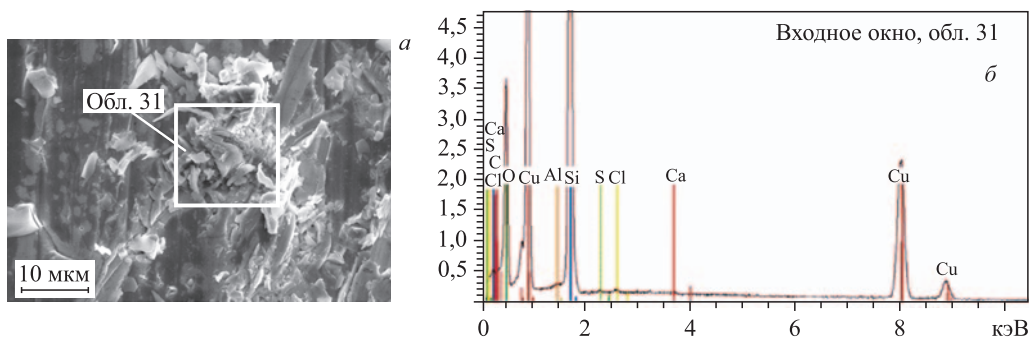 а
Обл. 31
10 мкм
Входное окно, обл. 31
б
4,5
4,0
3,5
3,0
2,5
2,0
1,5
1,0
0,5
Ca
S
C
Cl O Cu Al Si S Cl Ca Cu
Cu
0 2 4 6 8 кэВ